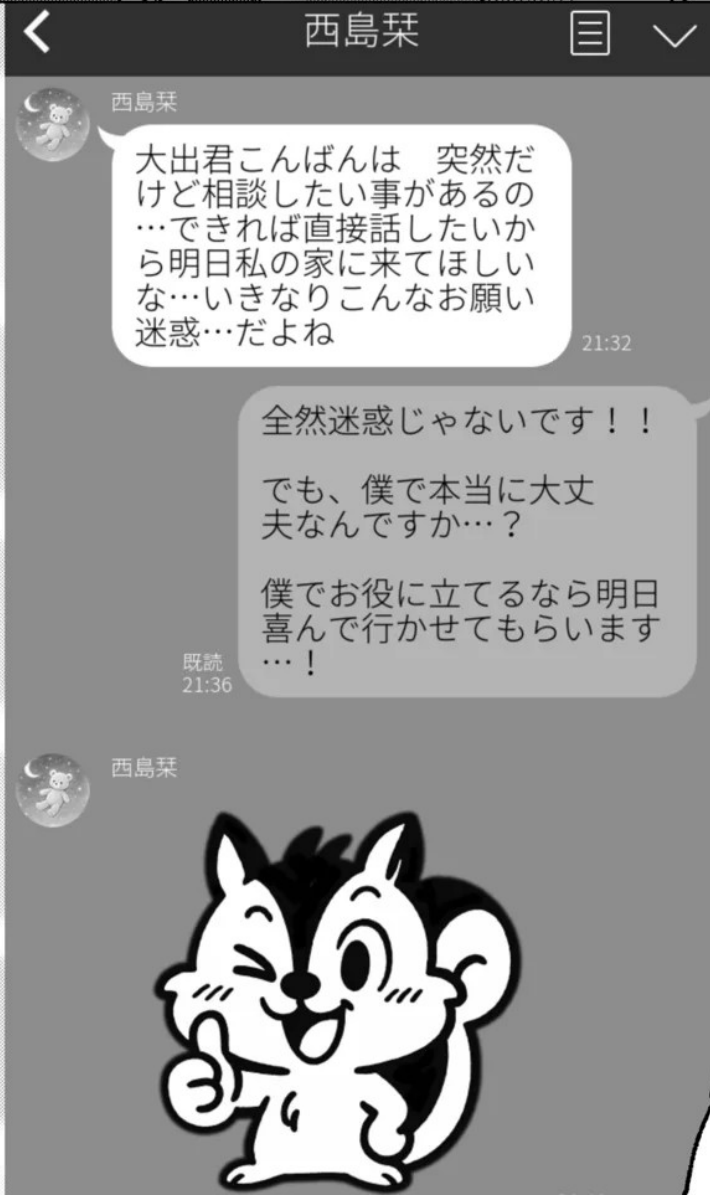 西島栞
西島栞
大出君こんばんは　突然だ
けど相談したい事があるの
…できれば直接話したいか
ら明日私の家に来てほしい
な…いきなりこんなお願い
迷惑…だよね
21:32
全然迷惑じゃないです！！
でも、僕で本当に大丈
夫なんですか…？
僕でお役に立てるなら明日
喜んで行かせてもらいます
…！
既読
21:36
西島栞